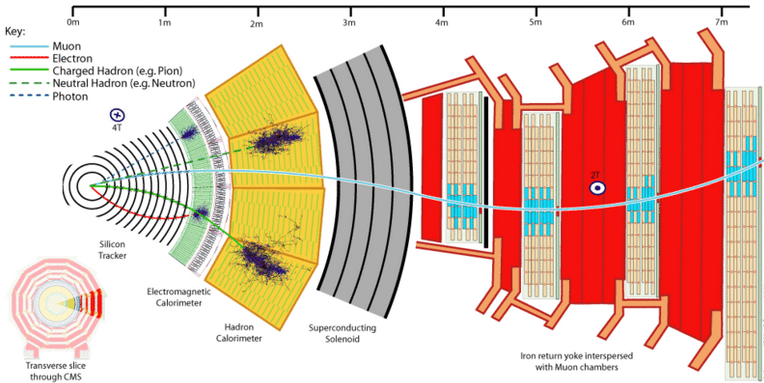 0m 1m 2m 3m 4m 5m 6m 7m
Key:
Muon
Electron
Charged Hadron (e.g. Pion)
Neutral Hadron (e.g. Neutron)
Photon
4T
2T
Silicon
Tracker
Electromagnetic
Calorimeter
Hadron
Calorimeter
Superconducting
Solenoid
Iron return yoke interspersed
with Muon chambers
Transverse slice
through CMS